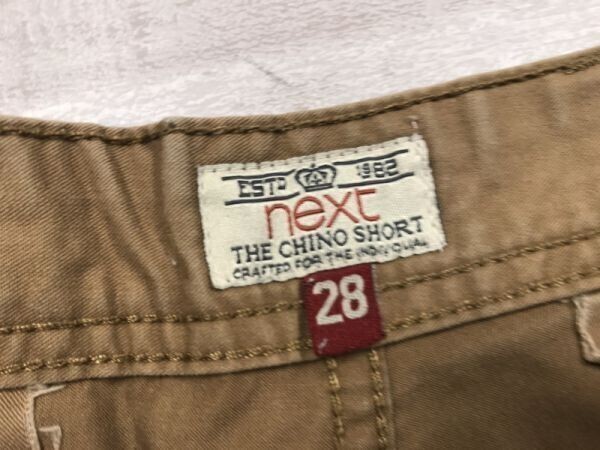 ESTD 1982
next
THE CHINO SHORT
CRAFTED FOR THE INDIVIDUAL
28